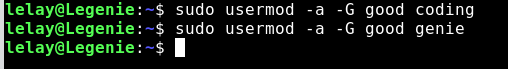 lelay@Legenie:~$ sudo usermod -a -G good coding
lelay@Legenie:~$ sudo usermod -a -G good genie
lelay@Legenie:~$